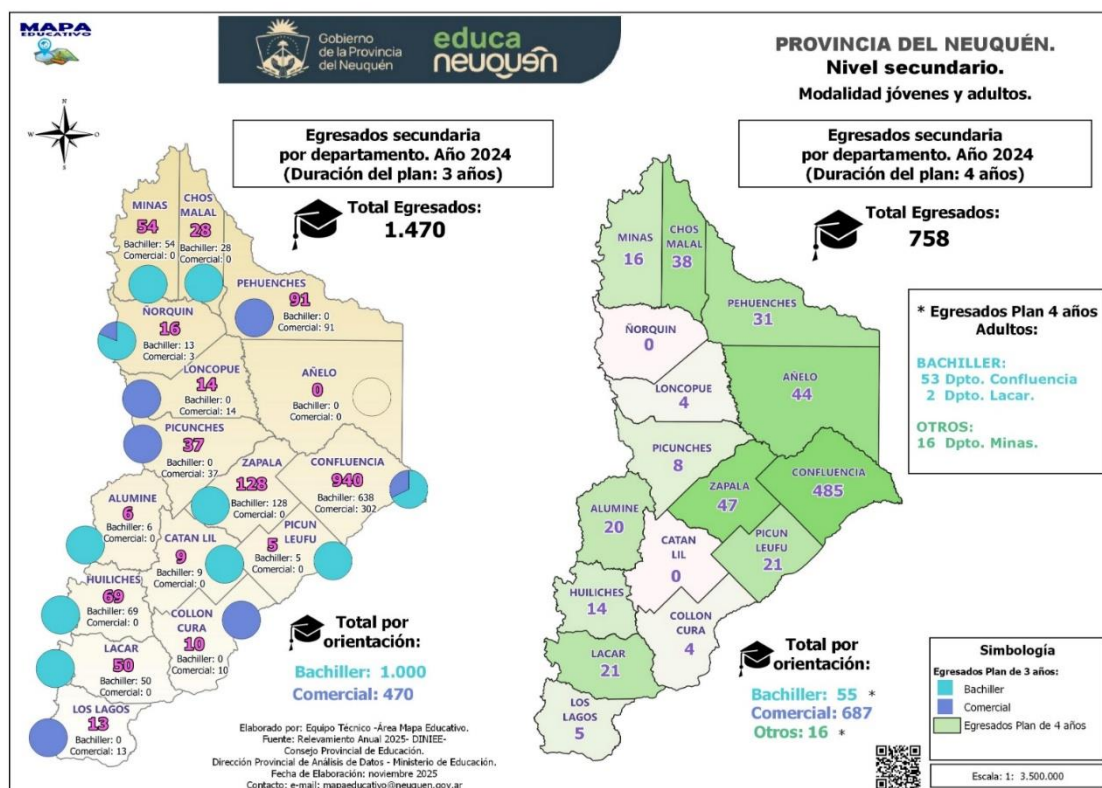 MAPA
EDUCATIVO
Gobierno
de la Provincia
del Neuquén
educa
neuquén
PROVINCIA DEL NEUQUÉN.
Nivel secundario.
Modalidad jóvenes y adultos.
N
W
O
S
Egresados secundaria
por departamento. Año 2024
(Duración del plan: 3 años)
Total Egresados:
1.470
MINAS
54
Bachiller: 54
Comercial: 0
CHOS
MALAL
28
Bachiller: 28
Comercial: 0
PEHUENCHES
91
Bachiller: 0
Comercial: 91
ÑORQUIN
16
Bachiller: 13
Comercial: 3
LONCOPUE
14
Bachiller: 0
Comercial: 14
AÑELO
0
Bachiller: 0
Comercial: 0
PICUNCHES
37
Bachiller: 0
Comercial: 37
ZAPALA
128
Bachiller: 128
Comercial: 0
CONFLUENCIA
940
Bachiller: 638
Comercial: 302
ALUMINE
6
Bachiller: 6
Comercial: 0
CATAN LIL
9
Bachiller: 9
Comercial: 0
PICUN
LEUFU
5
Bachiller: 5
Comercial: 0
HUILICHES
69
Bachiller: 69
Comercial: 0
COLLON
CURA
10
Bachiller: 0
Comercial: 10
LACAR
50
Bachiller: 50
Comercial: 0
LOS LAGOS
13
Bachiller: 0
Comercial: 13
Total por
orientación:
Bachiller: 1.000
Comercial: 470
Elaborado por: Equipo Técnico -Área Mapa Educativo.
Fuente: Relevamiento Anual 2025- DINIEE-
Consejo Provincial de Educación.
Dirección Provincial de Análisis de Datos - Ministerio de Educación.
Fecha de Elaboración: noviembre 2025
Contacto: e-mail: mapaeducativo@neuquen.gov.ar
Egresados secundaria
por departamento. Año 2024
(Duración del plan: 4 años)
Total Egresados:
758
MINAS
16
CHOS
MALAL
38
PEHUENCHES
31
ÑORQUIN
0
LONCOPUE
4
AÑELO
44
PICUNCHES
8
ZAPALA
47
CONFLUENCIA
485
ALUMINE
20
CATAN
LIL
0
PICUN
LEUFU
21
HUILICHES
14
COLLON
CURA
4
LACAR
21
LOS
LAGOS
5
* Egresados Plan 4 años
Adultos:
BACHILLER:
53 Dpto. Confluencia
2 Dpto. Lacar.
OTROS:
16 Dpto. Minas.
Total por
orientación:
Bachiller: 55 *
Comercial: 687
Otros: 16 *
Simbología
Egresados Plan de 3 años:
Bachiller
Comercial
Egresados Plan de 4 años
Escala: 1: 3.500.000